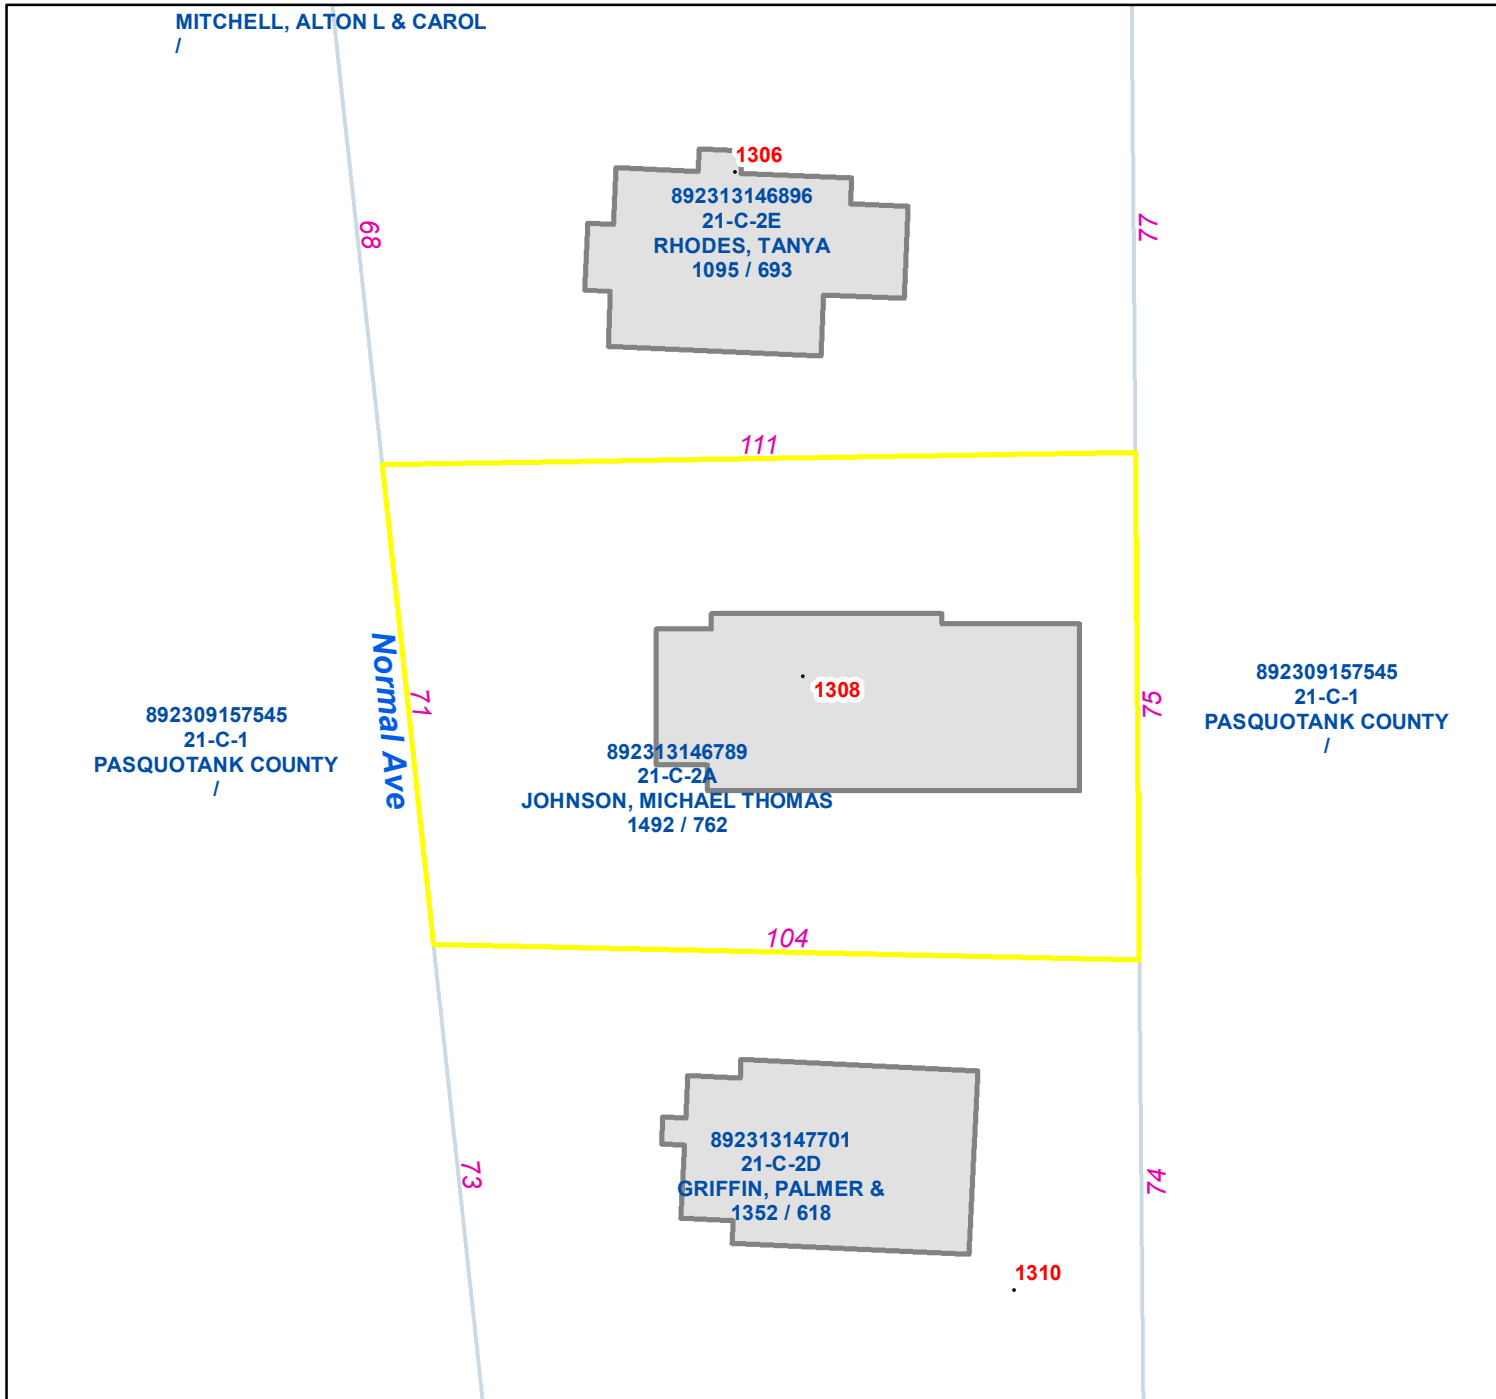 MITCHELL, ALTON L & CAROL
/
1306
892313146896
21-C-2E
RHODES, TANYA
1095 / 693
68
77
111
Normal Ave
71
75
1308
892309157545
21-C-1
PASQUOTANK COUNTY
/
892313146789
21-C-2A
JOHNSON, MICHAEL THOMAS
1492 / 762
892309157545
21-C-1
PASQUOTANK COUNTY
/
104
73
74
892313147701
21-C-2D
GRIFFIN, PALMER &
1352 / 618
1310